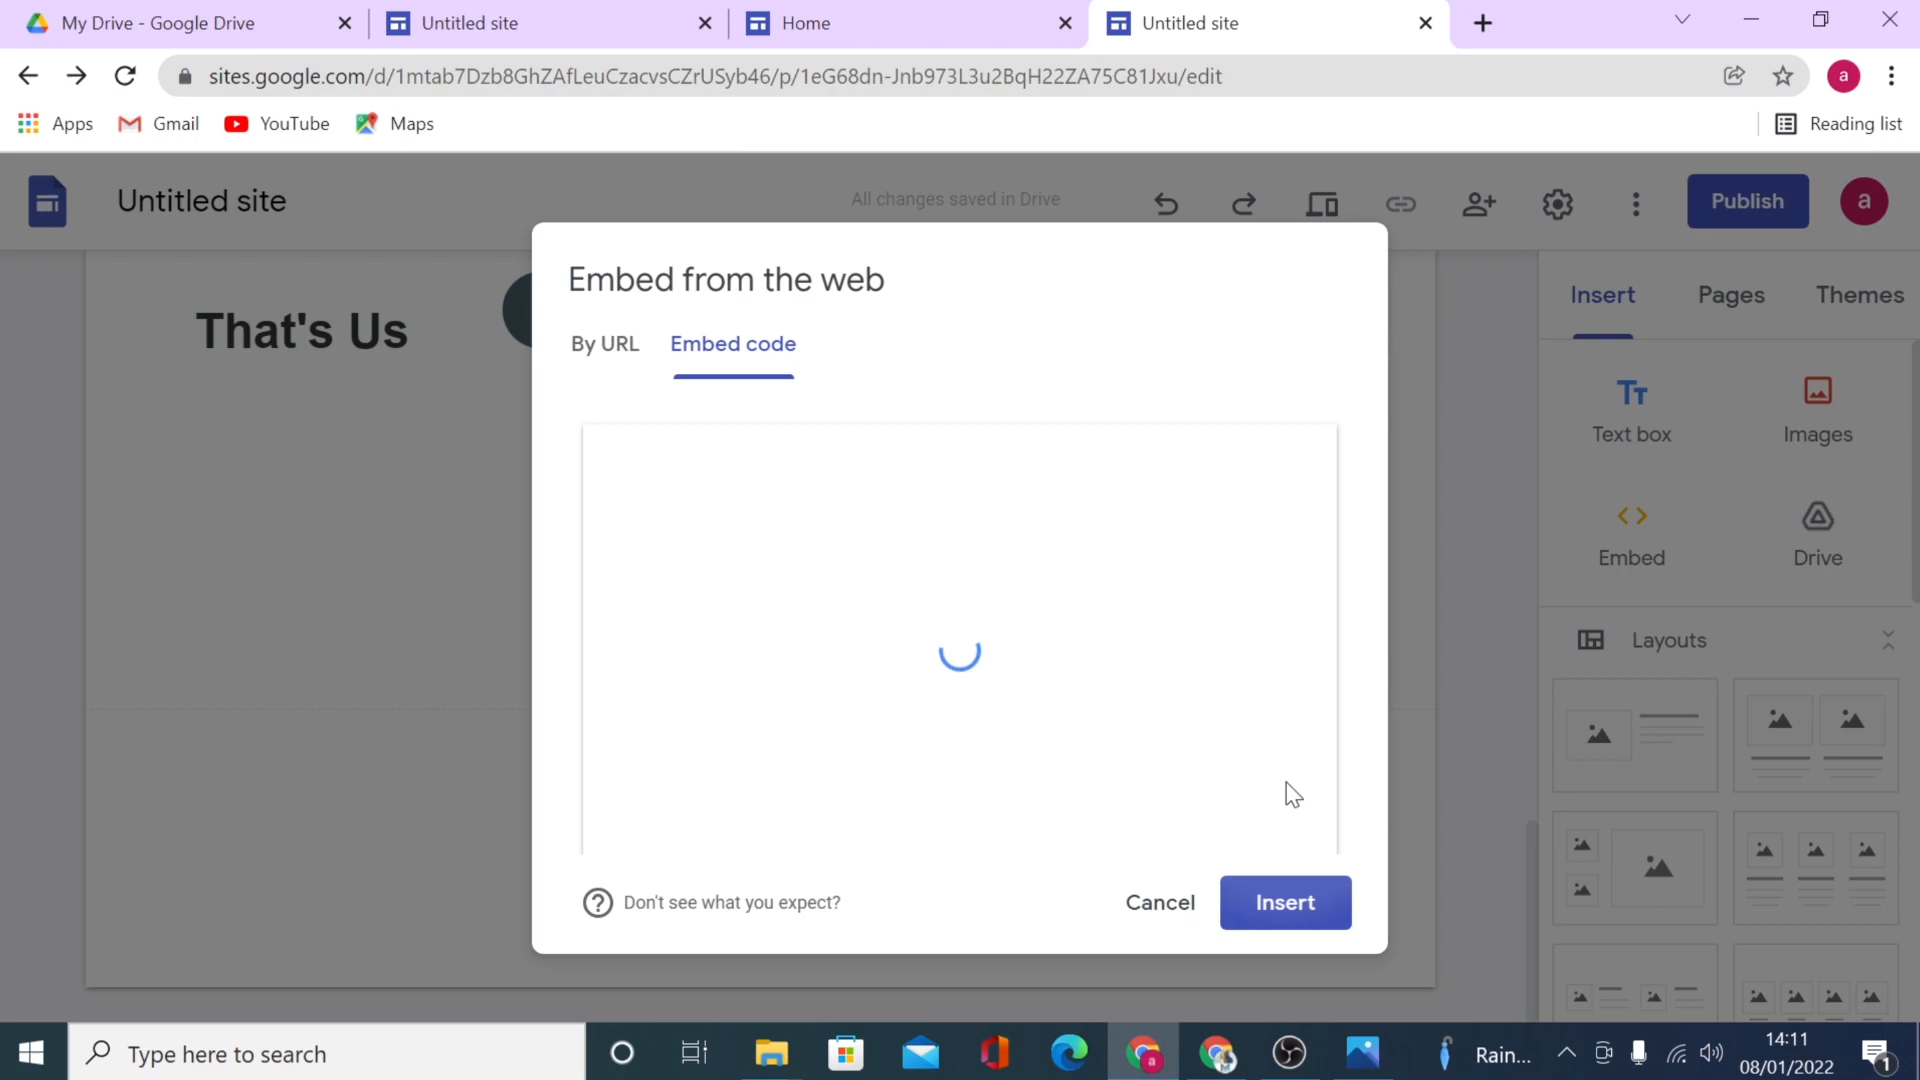 My Drive - Google Drive
Untitled site
Home
Untitled site
sites.google.com/d/1mtab7Dzb8GhZAfLeuCzacvsCZrUSyb46/p/1eG68dn-Jnb973L3u2BqH22ZA75C81Jxu/edit
a
Apps
Gmail
YouTube
Maps
Reading list
Untitled site
All changes saved in Drive
Publish
a
That's Us
Embed from the web
By URL
Embed code
Don't see what you expect?
Cancel
Insert
Insert
Pages
Themes
Text box
Images
Embed
Drive
Layouts
Type here to search
a
Rain...
14:11
08/01/2022
1